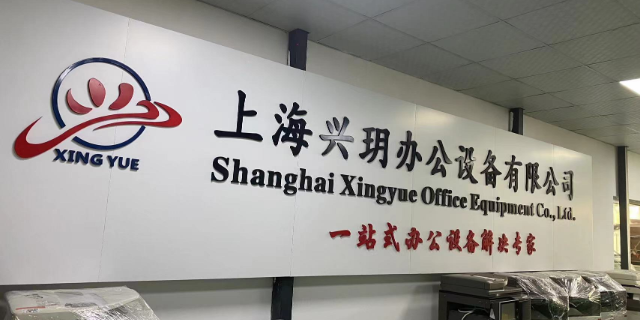 XING YUE
上海兴玥办公设备有限公司
Shanghai Xingyue Office Equipment Co., Ltd.
一站式办公设备解决专家